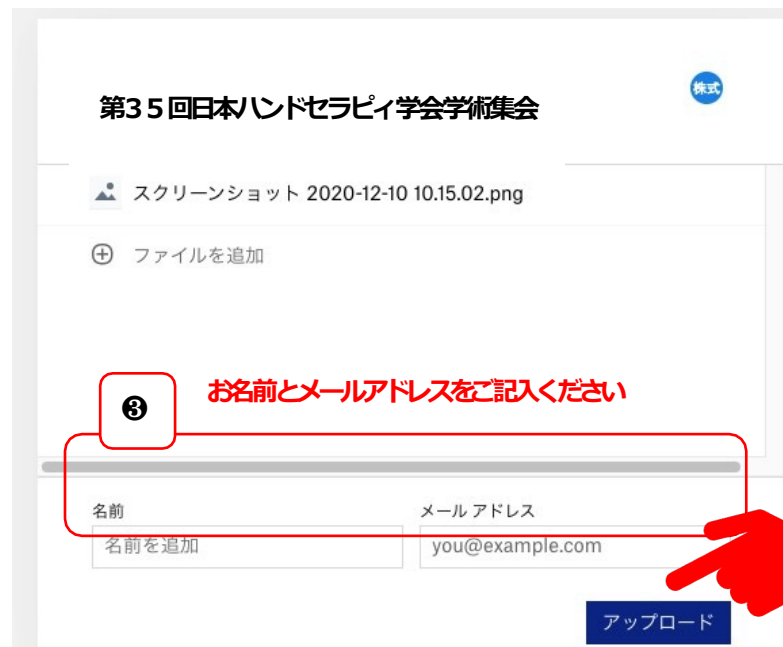 第35回日本ハンドセラピィ学会学術集会
株式
スクリーンショット 2020-12-10 10.15.02.png
ファイルを追加
❸
お名前とメールアドレスをご記入ください
名前
メール アドレス
名前を追加
you@example.com
アップロード